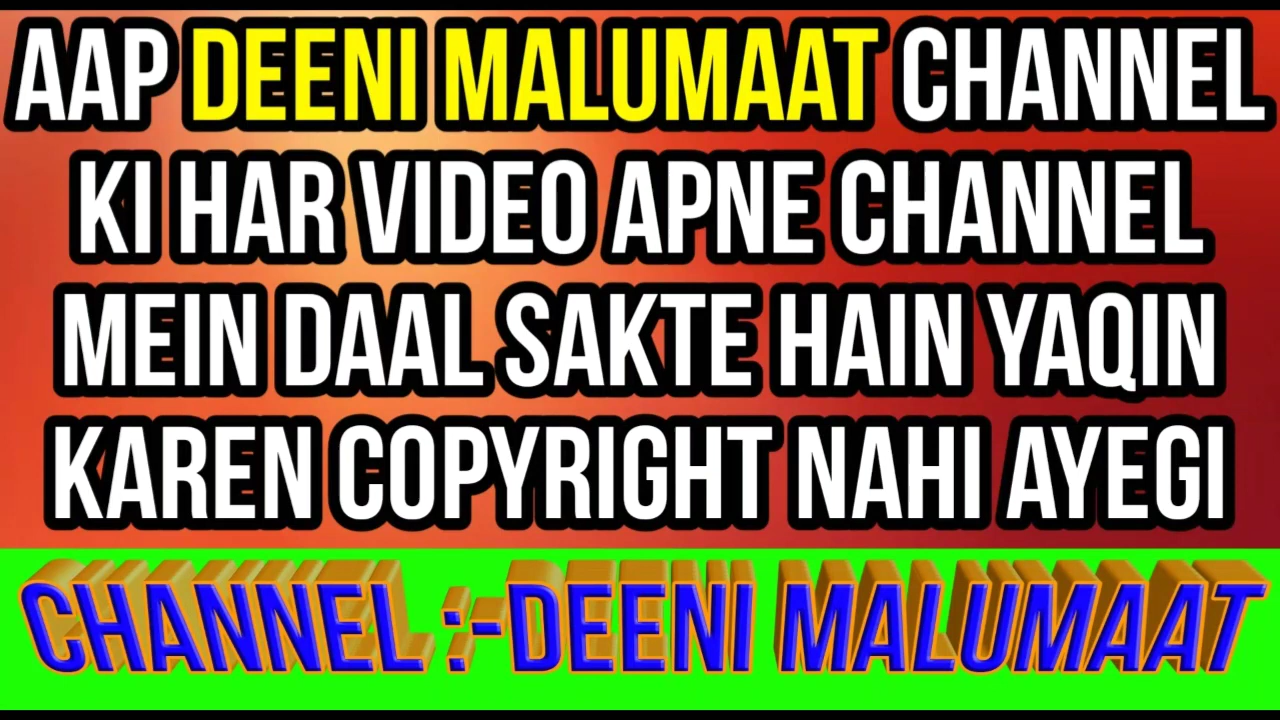 AAP DEENI MALUMAAT CHANNEL
KI HAR VIDEO APNE CHANNEL
MEIN DAAL SAKTE HAIN YAQIN
KAREN COPYRIGHT NAHI AYEGI
CHANNEL :-DEENI MALUMAAT